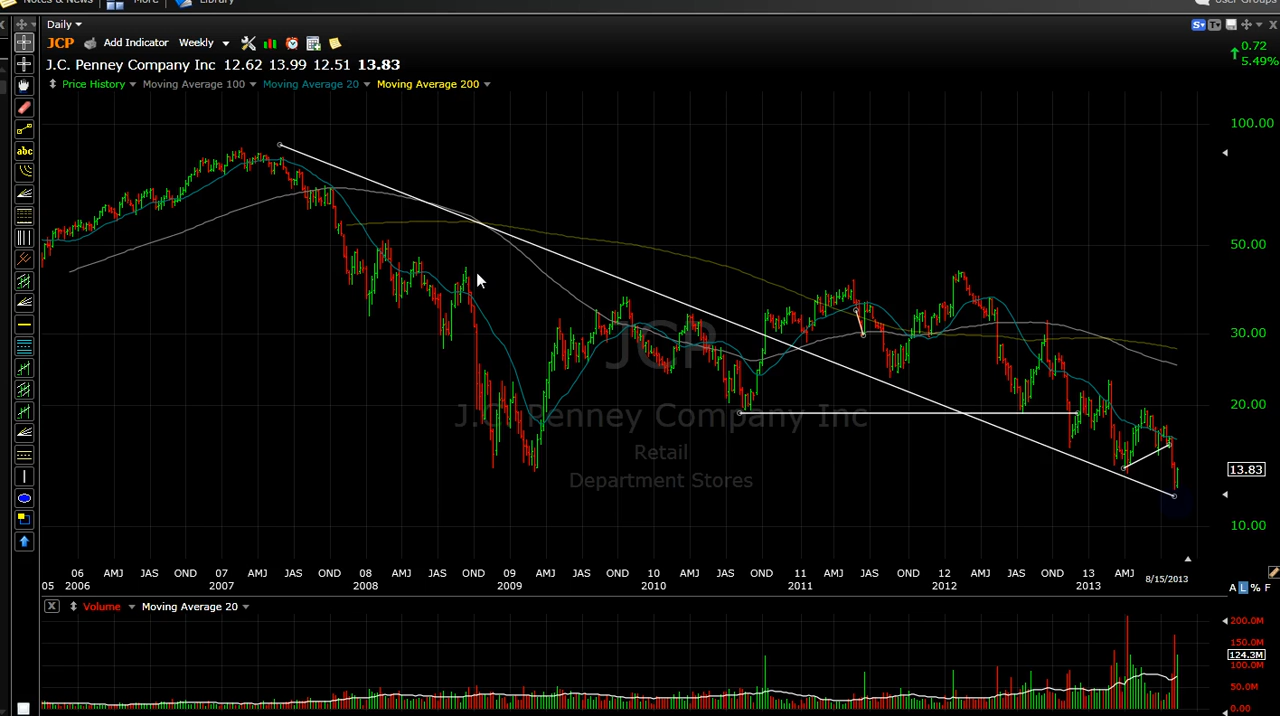 Notes & News More Library User Groups
Daily
JCP Add Indicator Weekly
J.C. Penney Company Inc 12.62 13.99 12.51 13.83
0.72
5.49%
Price History Moving Average 100 Moving Average 20 Moving Average 200
abc
100.00
50.00
30.00
20.00
13.83
10.00
JCP
J.C. Penney Company Inc
Retail
Department Stores
06 AMJ JAS OND 07 AMJ JAS OND 08 AMJ JAS OND 09 AMJ JAS OND 10 AMJ JAS OND 11 AMJ JAS OND 12 AMJ JAS OND 13 AMJ
05 2006 2007 2008 2009 2010 2011 2012 2013 8/15/2013
A L % F
X Volume Moving Average 20
200.0M
150.0M
124.3M
100.0M
50.0M
0.00